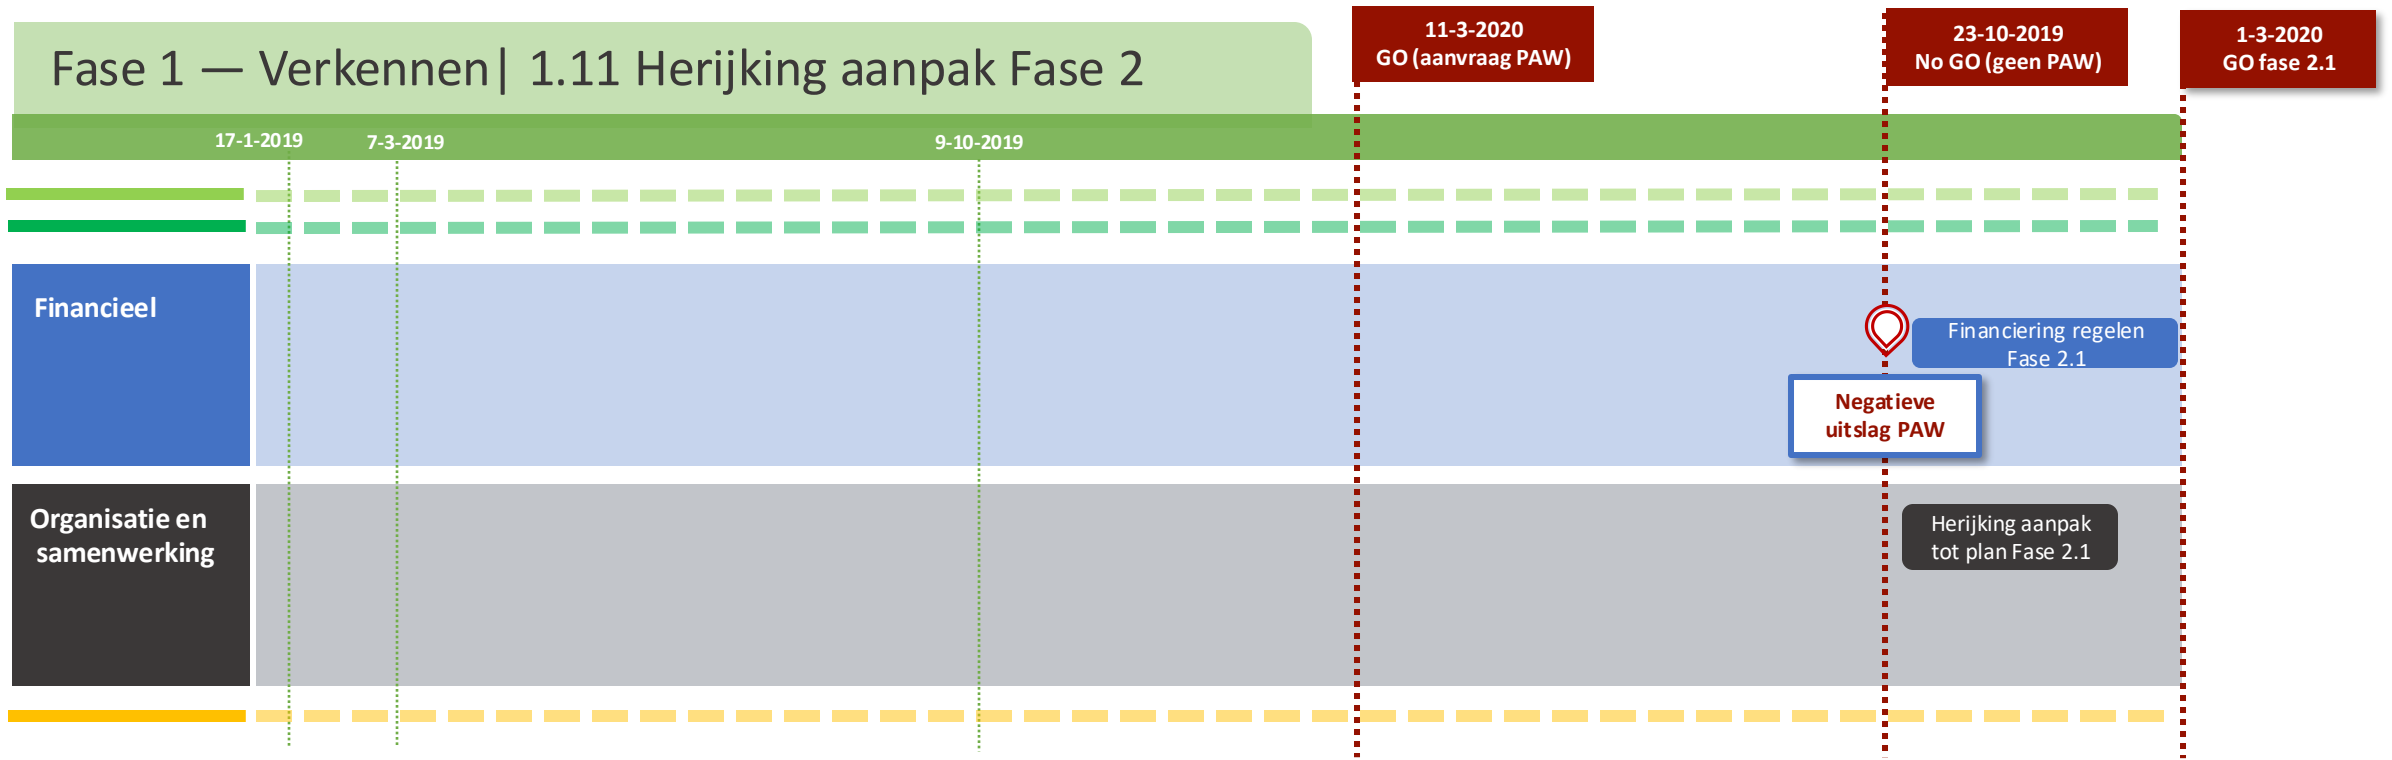 Fase 1 — Verkennen| 1.11 Herijking aanpak Fase 2
11-3-2020
GO (aanvraag PAW)
23-10-2019
No GO (geen PAW)
1-3-2020
GO fase 2.1
17-1-2019
7-3-2019
9-10-2019
Financieel
Financiering regelen
Fase 2.1
Negatieve
uitslag PAW
Organisatie en
samenwerking
Herijking aanpak
tot plan Fase 2.1